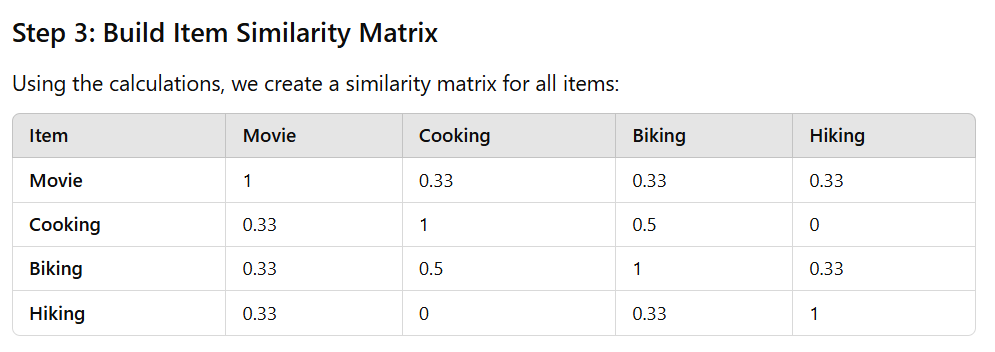 Step 3: Build Item Similarity Matrix
Using the calculations, we create a similarity matrix for all items:
Item Movie Cooking Biking Hiking
Movie 1 0.33 0.33 0.33
Cooking 0.33 1 0.5 0
Biking 0.33 0.5 1 0.33
Hiking 0.33 0 0.33 1